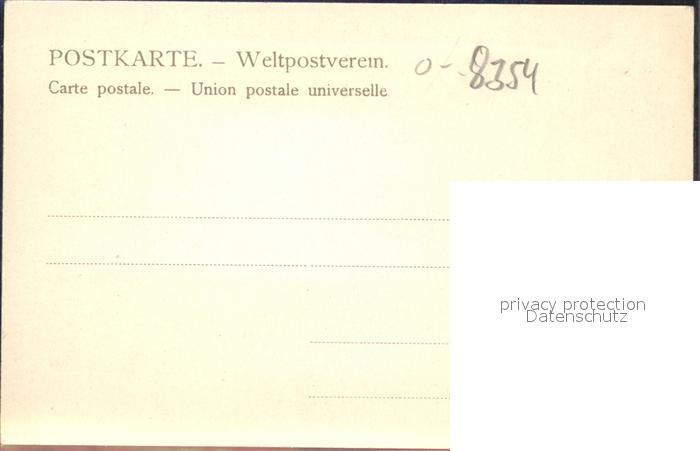 POSTKARTE. – Weltpostverein.
Carte postale. — Union postale universelle
o - 8354
privacy protection
Datenschutz